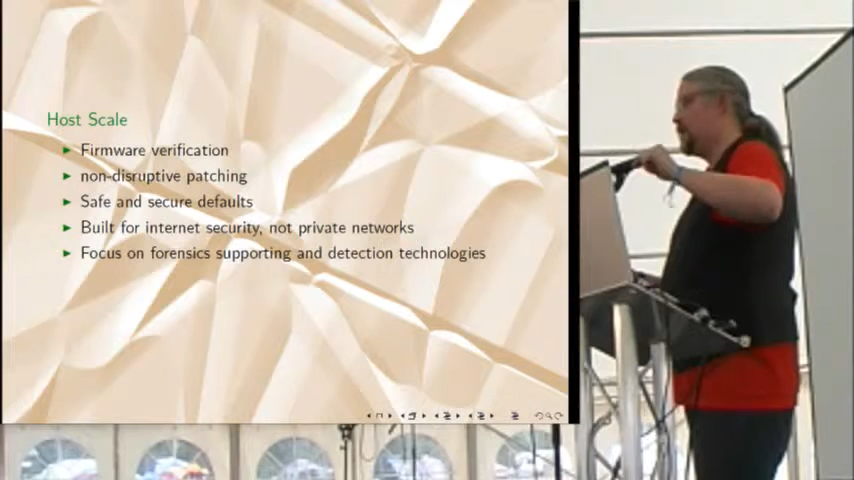 Host Scale
Firmware verification
non-disruptive patching
Safe and secure defaults
Built for internet security, not private networks
Focus on forensics supporting and detection technologies